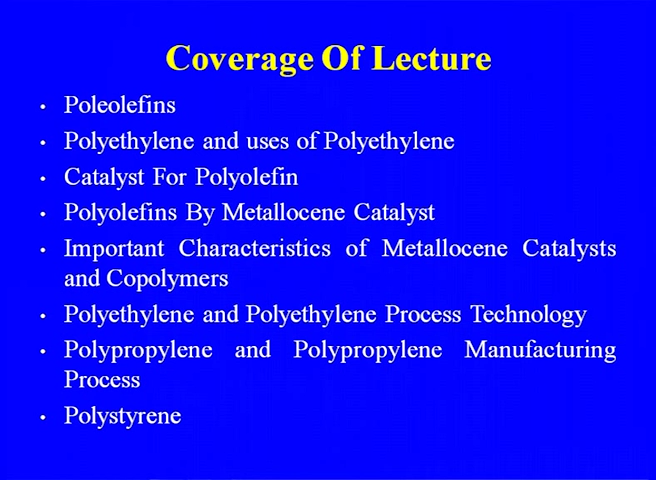 Coverage Of Lecture
• Poleolefins
• Polyethylene and uses of Polyethylene
• Catalyst For Polyolefin
• Polyolefins By Metallocene Catalyst
• Important Characteristics of Metallocene Catalysts
and Copolymers
• Polyethylene and Polyethylene Process Technology
• Polypropylene and Polypropylene Manufacturing
Process
• Polystyrene